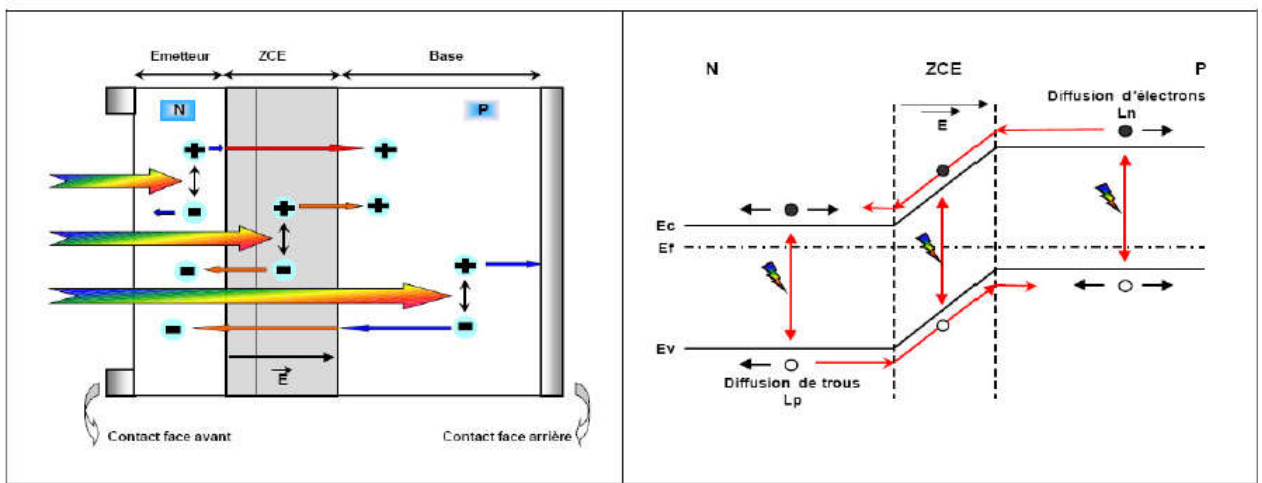 Emetteur ZCE Base
N P
E
Contact face avant Contact face arrière
N ZCE P
E
Diffusion d'électrons
Ln
Ec
Ef
Ev
Diffusion de trous
Lp